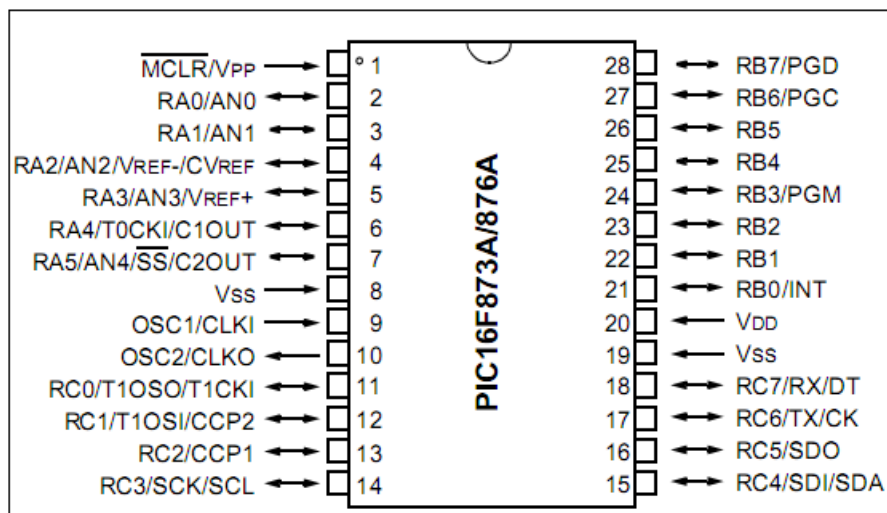 MCLR/VPP 1
RA0/AN0 2
RA1/AN1 3
RA2/AN2/VREF-/CVREF 4
RA3/AN3/VREF+ 5
RA4/T0CKI/C1OUT 6
RA5/AN4/SS/C2OUT 7
VSS 8
OSC1/CLKI 9
OSC2/CLKO 10
RC0/T1OSO/T1CKI 11
RC1/T1OSI/CCP2 12
RC2/CCP1 13
RC3/SCK/SCL 14
PIC16F873A/876A
28 RB7/PGD
27 RB6/PGC
26 RB5
25 RB4
24 RB3/PGM
23 RB2
22 RB1
21 RB0/INT
20 VDD
19 VSS
18 RC7/RX/DT
17 RC6/TX/CK
16 RC5/SDO
15 RC4/SDI/SDA